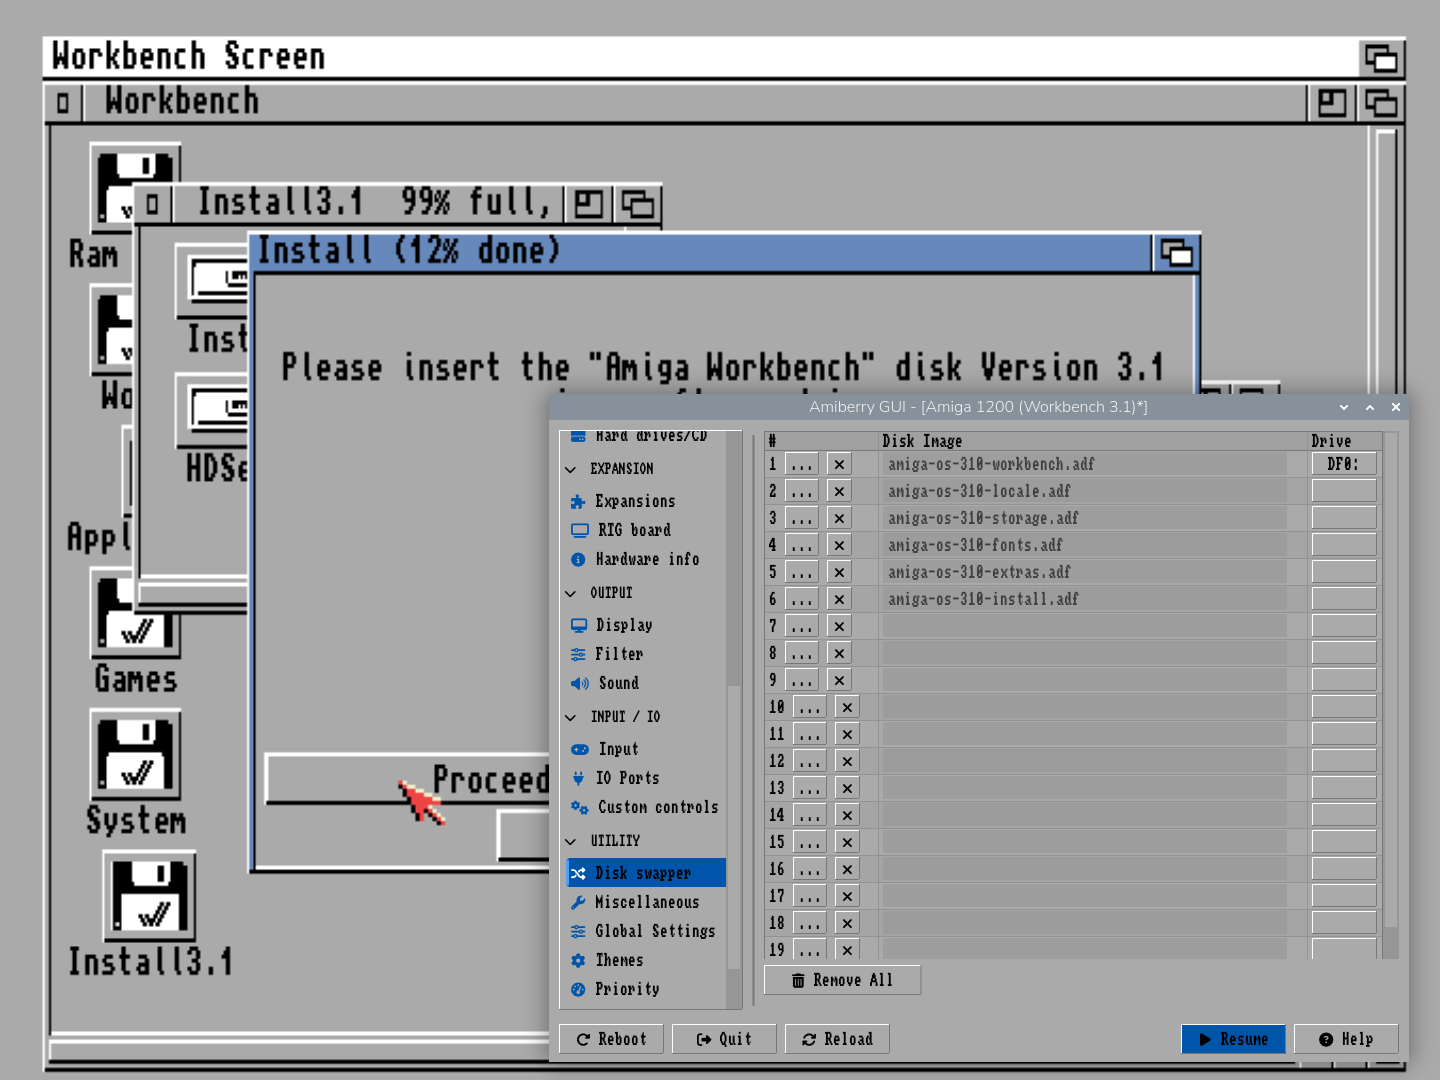 Workbench Screen
Workbench
Install3.1 99% full,
Ram
Install (12% done)
Inst
Please insert the "Amiga Workbench" disk Version 3.1
Wo
HDSe
Appl
Games
System
Install3.1
Proceed
Amiberry GUI - [Amiga 1200 (Workbench 3.1)*]
Hard drives/CD
EXPANSION
Expansions
RTG board
Hardware info
OUTPUT
Display
Filter
Sound
INPUT / IO
Input
IO Ports
Custom controls
UTILITY
Disk swapper
Miscellaneous
Global Settings
Themes
Priority
# Disk Image Drive
1 ... amiga-os-310-workbench.adf DF0:
2 ... amiga-os-310-locale.adf
3 ... amiga-os-310-storage.adf
4 ... amiga-os-310-fonts.adf
5 ... amiga-os-310-extras.adf
6 ... amiga-os-310-install.adf
7 ...
8 ...
9 ...
10 ...
11 ...
12 ...
13 ...
14 ...
15 ...
16 ...
17 ...
18 ...
19 ...
Remove All
Reboot Quit Reload Resume Help